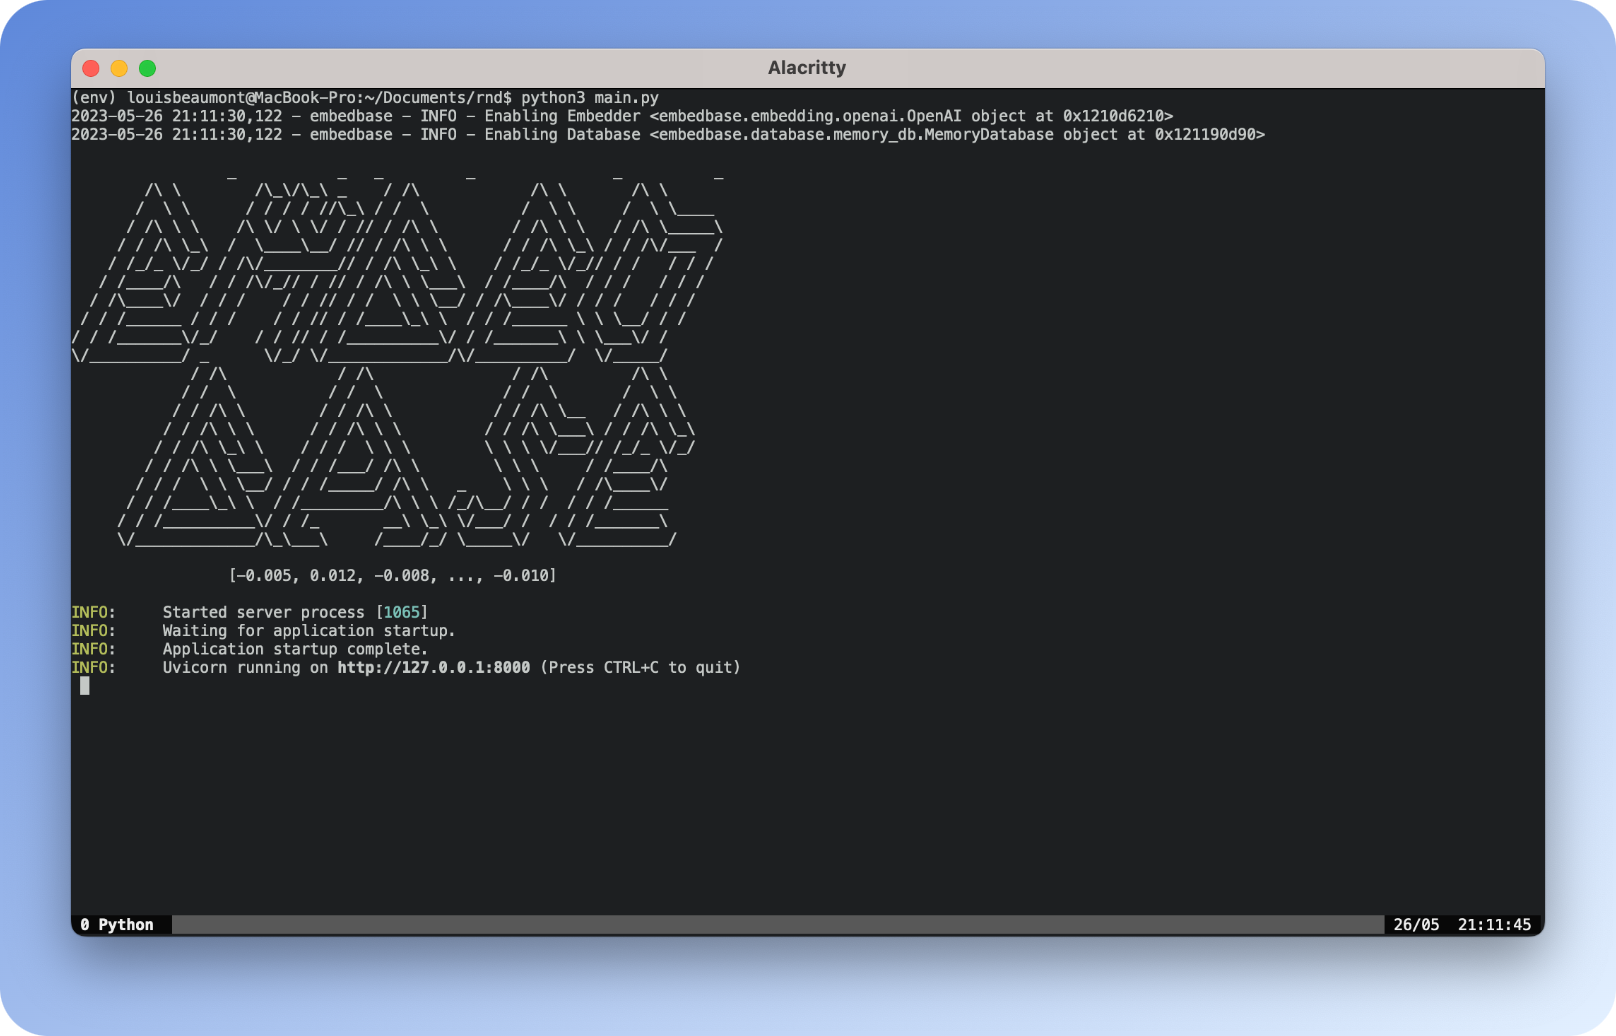 Alacritty
(env) louisbeaumont@MacBook-Pro:~/Documents/rnd$ python3 main.py
2023-05-26 21:11:30,122 - embedbase - INFO - Enabling Embedder <embedbase.embedding.openai.OpenAI object at 0x1210d6210>
2023-05-26 21:11:30,122 - embedbase - INFO - Enabling Database <embedbase.database.memory_db.MemoryDatabase object at 0x121190d90>
[-0.005, 0.012, -0.008, ..., -0.010]
INFO: Started server process [1065]
INFO: Waiting for application startup.
INFO: Application startup complete.
INFO: Uvicorn running on http://127.0.0.1:8000 (Press CTRL+C to quit)
0 Python 26/05 21:11:45